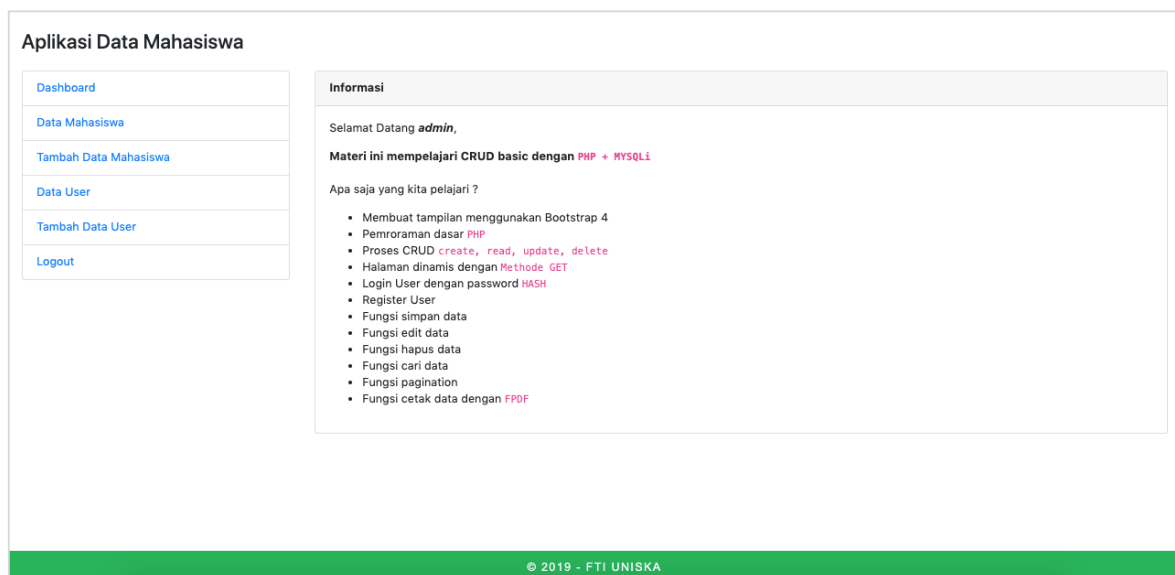 Aplikasi Data Mahasiswa
Dashboard
Data Mahasiswa
Tambah Data Mahasiswa
Data User
Tambah Data User
Logout
Informasi
Selamat Datang admin,
Materi ini mempelajari CRUD basic dengan PHP + MYSQLi
Apa saja yang kita pelajari ?
• Membuat tampilan menggunakan Bootstrap 4
• Pemroraman dasar PHP
• Proses CRUD create, read, update, delete
• Halaman dinamis dengan Methode GET
• Login User dengan password HASH
• Register User
• Fungsi simpan data
• Fungsi edit data
• Fungsi hapus data
• Fungsi cari data
• Fungsi pagination
• Fungsi cetak data dengan FPDF
© 2019 - FTI UNISKA